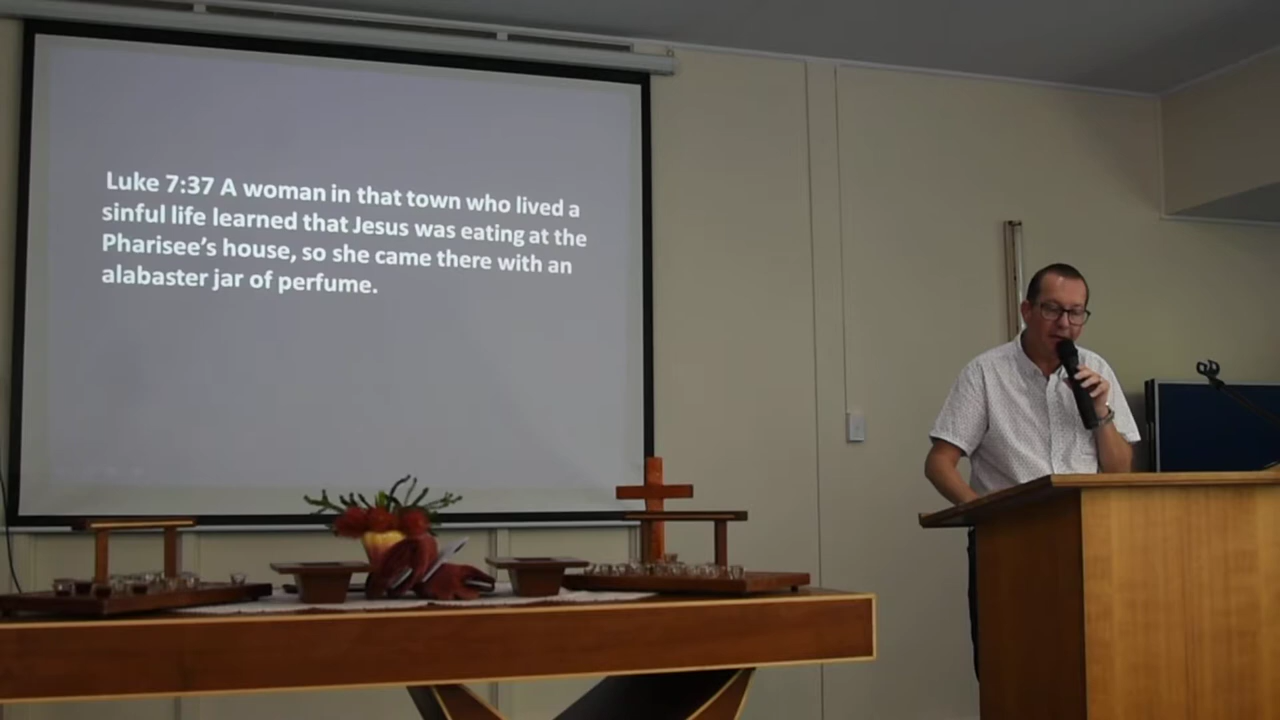 Luke 7:37 A woman in that town who lived a
sinful life learned that Jesus was eating at the
Pharisee’s house, so she came there with an
alabaster jar of perfume.